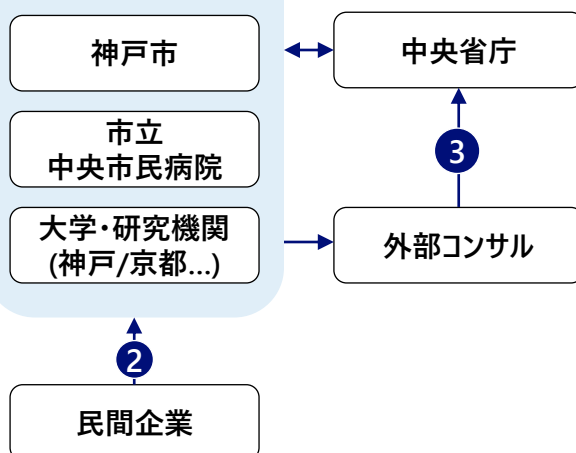 神戸市
中央省庁
市立
中央市民病院
3
大学・研究機関
(神戸/京都...)
外部コンサル
2
民間企業